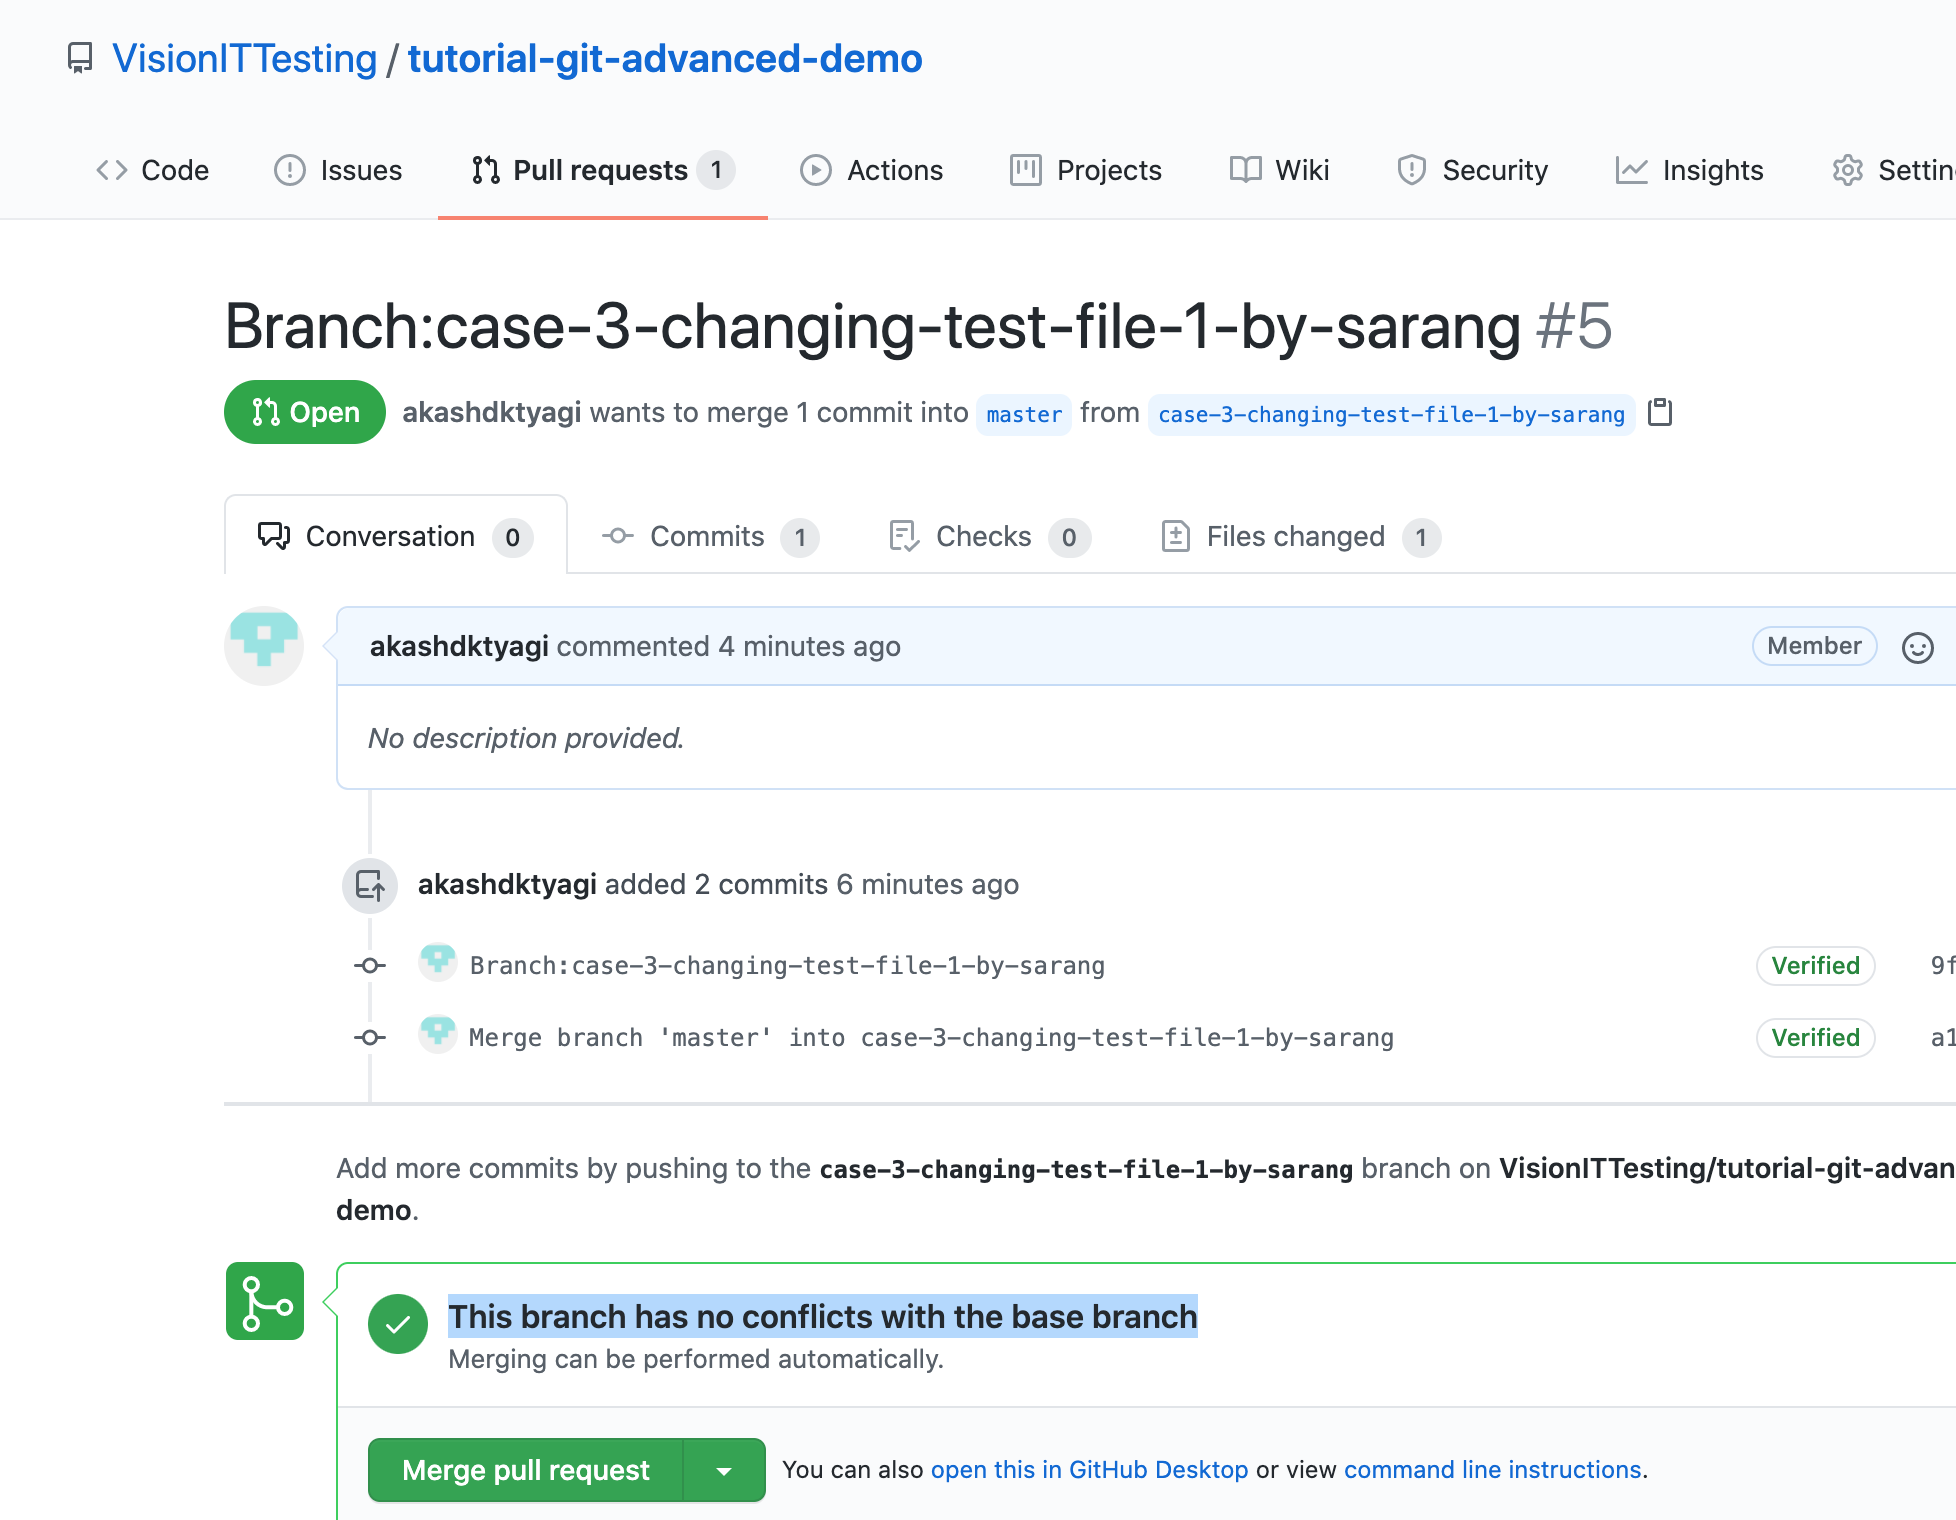 VisionITTesting / tutorial-git-advanced-demo
Code Issues Pull requests 1 Actions Projects Wiki Security Insights Settin
Branch:case-3-changing-test-file-1-by-sarang #5
Open akashdktyagi wants to merge 1 commit into master from case-3-changing-test-file-1-by-sarang
Conversation 0 Commits 1 Checks 0 Files changed 1
akashdktyagi commented 4 minutes ago Member
No description provided.
akashdktyagi added 2 commits 6 minutes ago
Branch:case-3-changing-test-file-1-by-sarang Verified 9f
Merge branch 'master' into case-3-changing-test-file-1-by-sarang Verified a1
Add more commits by pushing to the case-3-changing-test-file-1-by-sarang branch on VisionITTesting/tutorial-git-advan
demo.
This branch has no conflicts with the base branch
Merging can be performed automatically.
Merge pull request You can also open this in GitHub Desktop or view command line instructions.